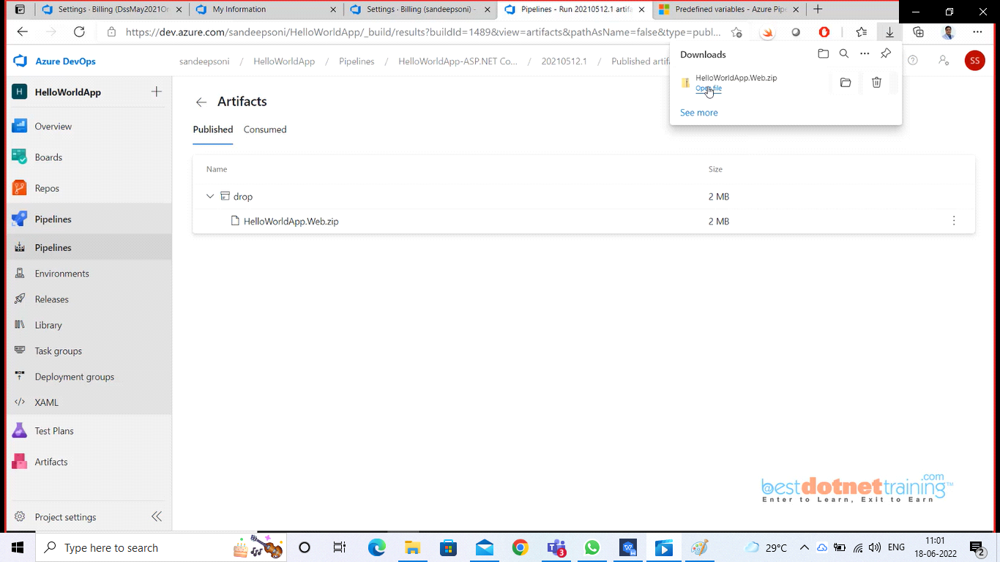 Settings - Billing (DssMay2021Or
My Information
Settings · Billing (sandeepsoni) -
Pipelines - Run 20210512.1 artifa
Predefined variables - Azure Pipe
https://dev.azure.com/sandeepsoni/HelloWorldApp/_build/results?buildId=1489&view=artifacts&pathAsName=false&type=publ...
Azure DevOps
sandeepsoni / HelloWorldApp / Pipelines / HelloWorldApp-ASP.NET Co... / 20210512.1 / Published artifa
SS
Downloads
HelloWorldApp.Web.zip
Open file
See more
H HelloWorldApp
Overview
Boards
Repos
Pipelines
Pipelines
Environments
Releases
Library
Task groups
Deployment groups
XAML
Test Plans
Artifacts
Project settings
Artifacts
Published Consumed
Name Size
drop 2 MB
HelloWorldApp.Web.zip 2 MB
@bestdotnettraining.com™
Enter to Learn, Exit to Earn
Type here to search
3
W
29°C
ENG
11:01
18-06-2022
2